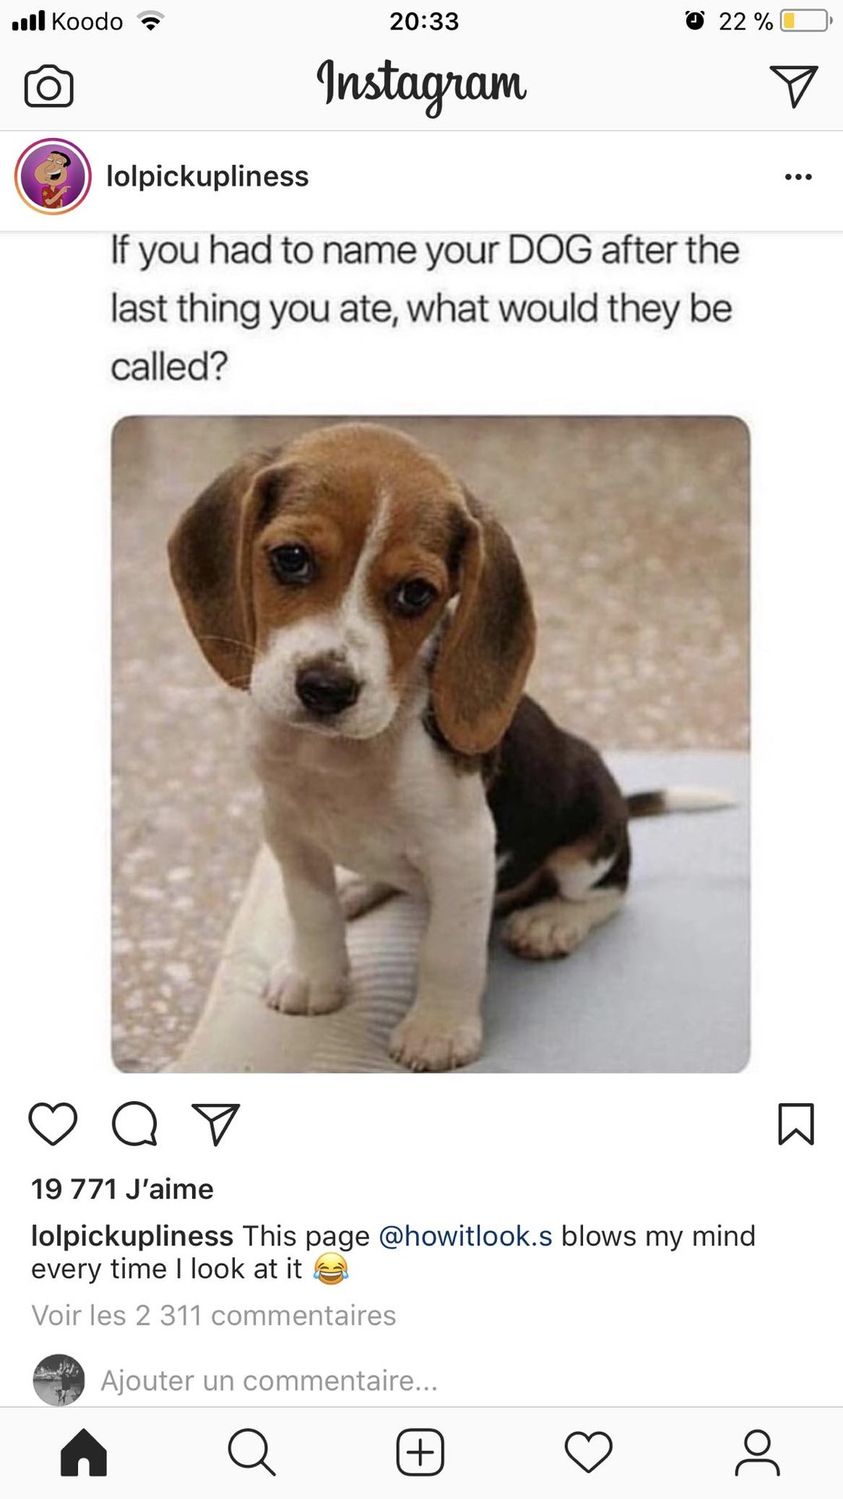 Koodo 20:33 22 %
Instagram
lolpickupliness
If you had to name your DOG after the
last thing you ate, what would they be
called?
19 771 J'aime
lolpickupliness This page @howitlook.s blows my mind
every time I look at it 😂
Voir les 2 311 commentaires
Ajouter un commentaire...